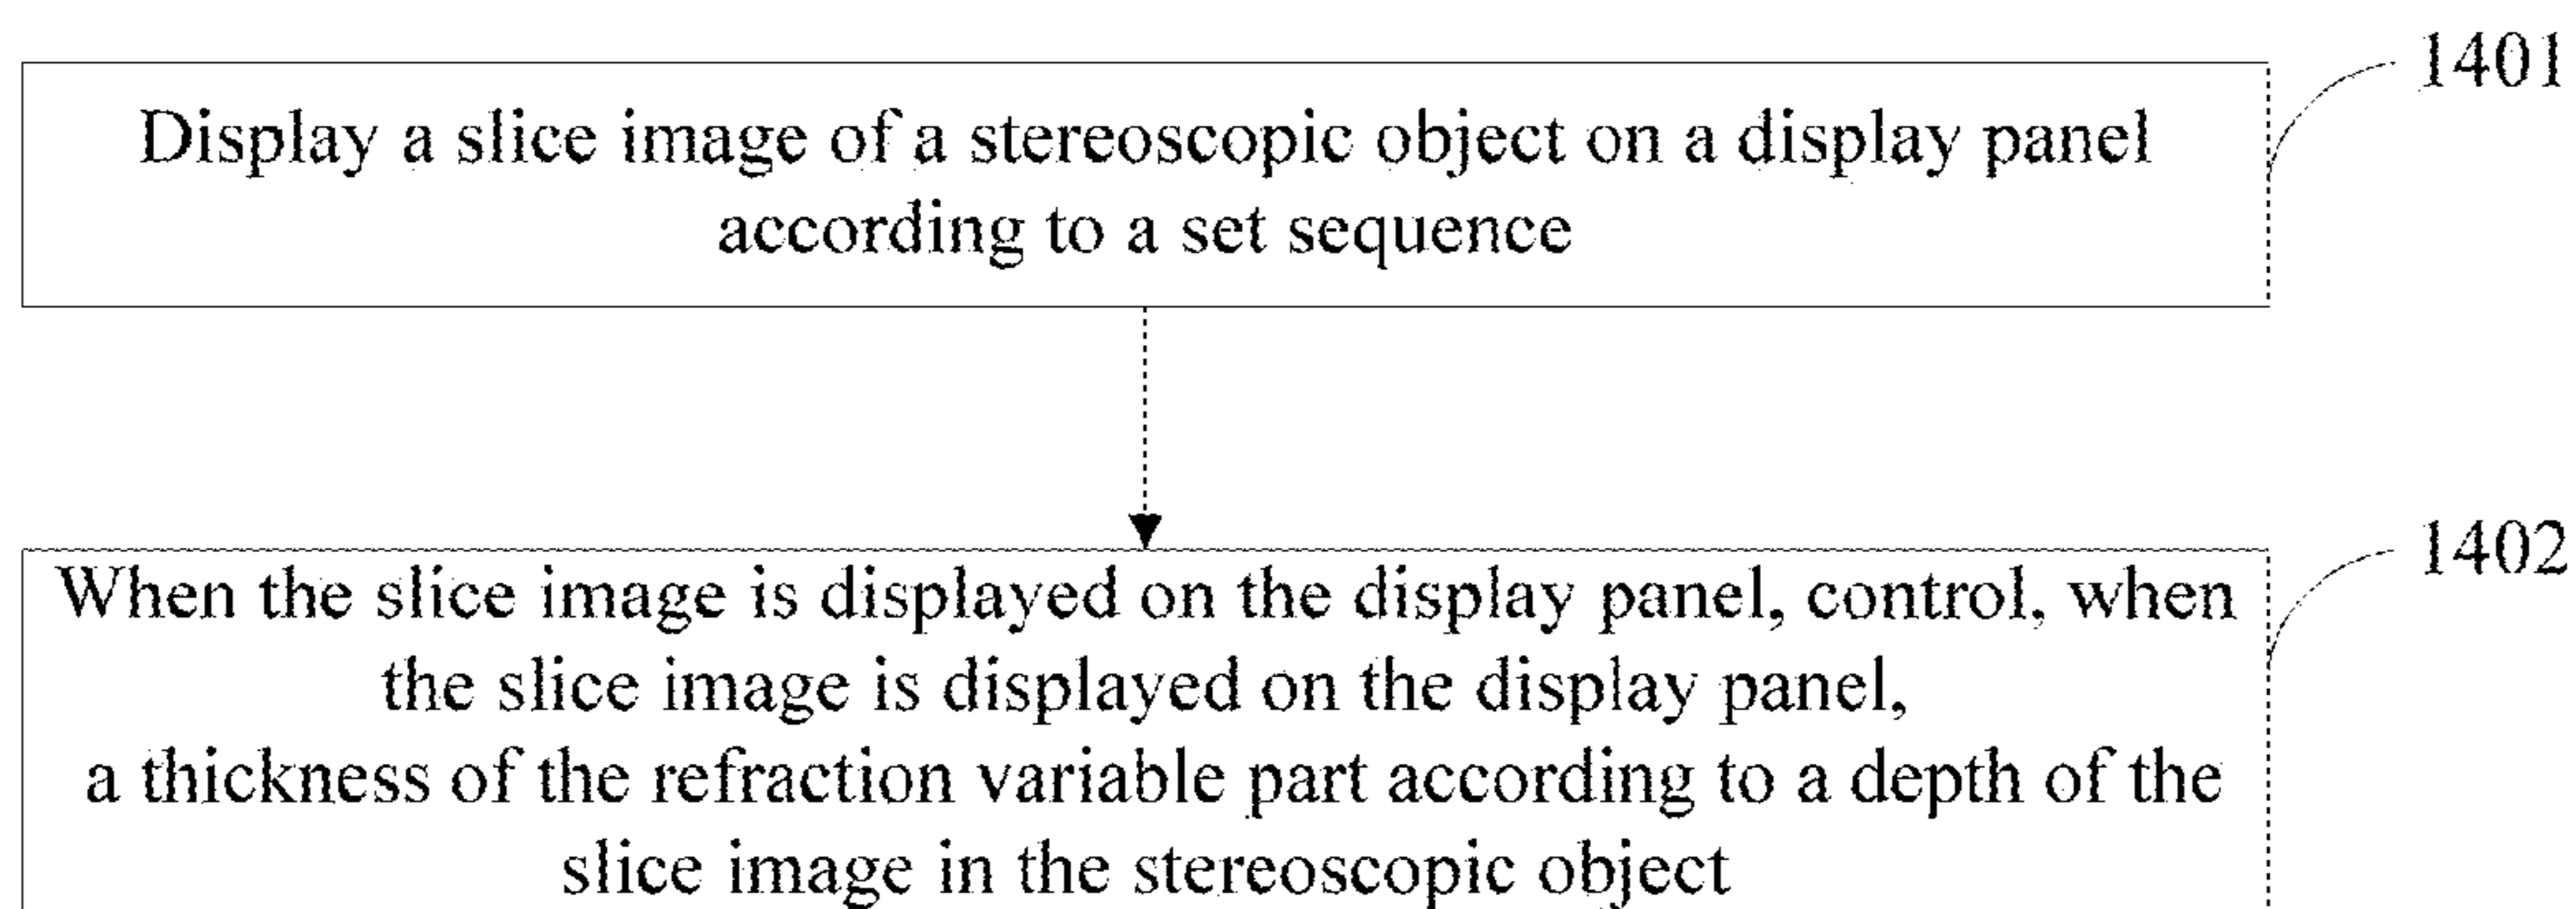 1401
Display a slice image of a stereoscopic object on a display panel
according to a set sequence
1402
When the slice image is displayed on the display panel, control, when
the slice image is displayed on the display panel,
a thickness of the refraction variable part according to a depth of the
slice image in the stereoscopic object